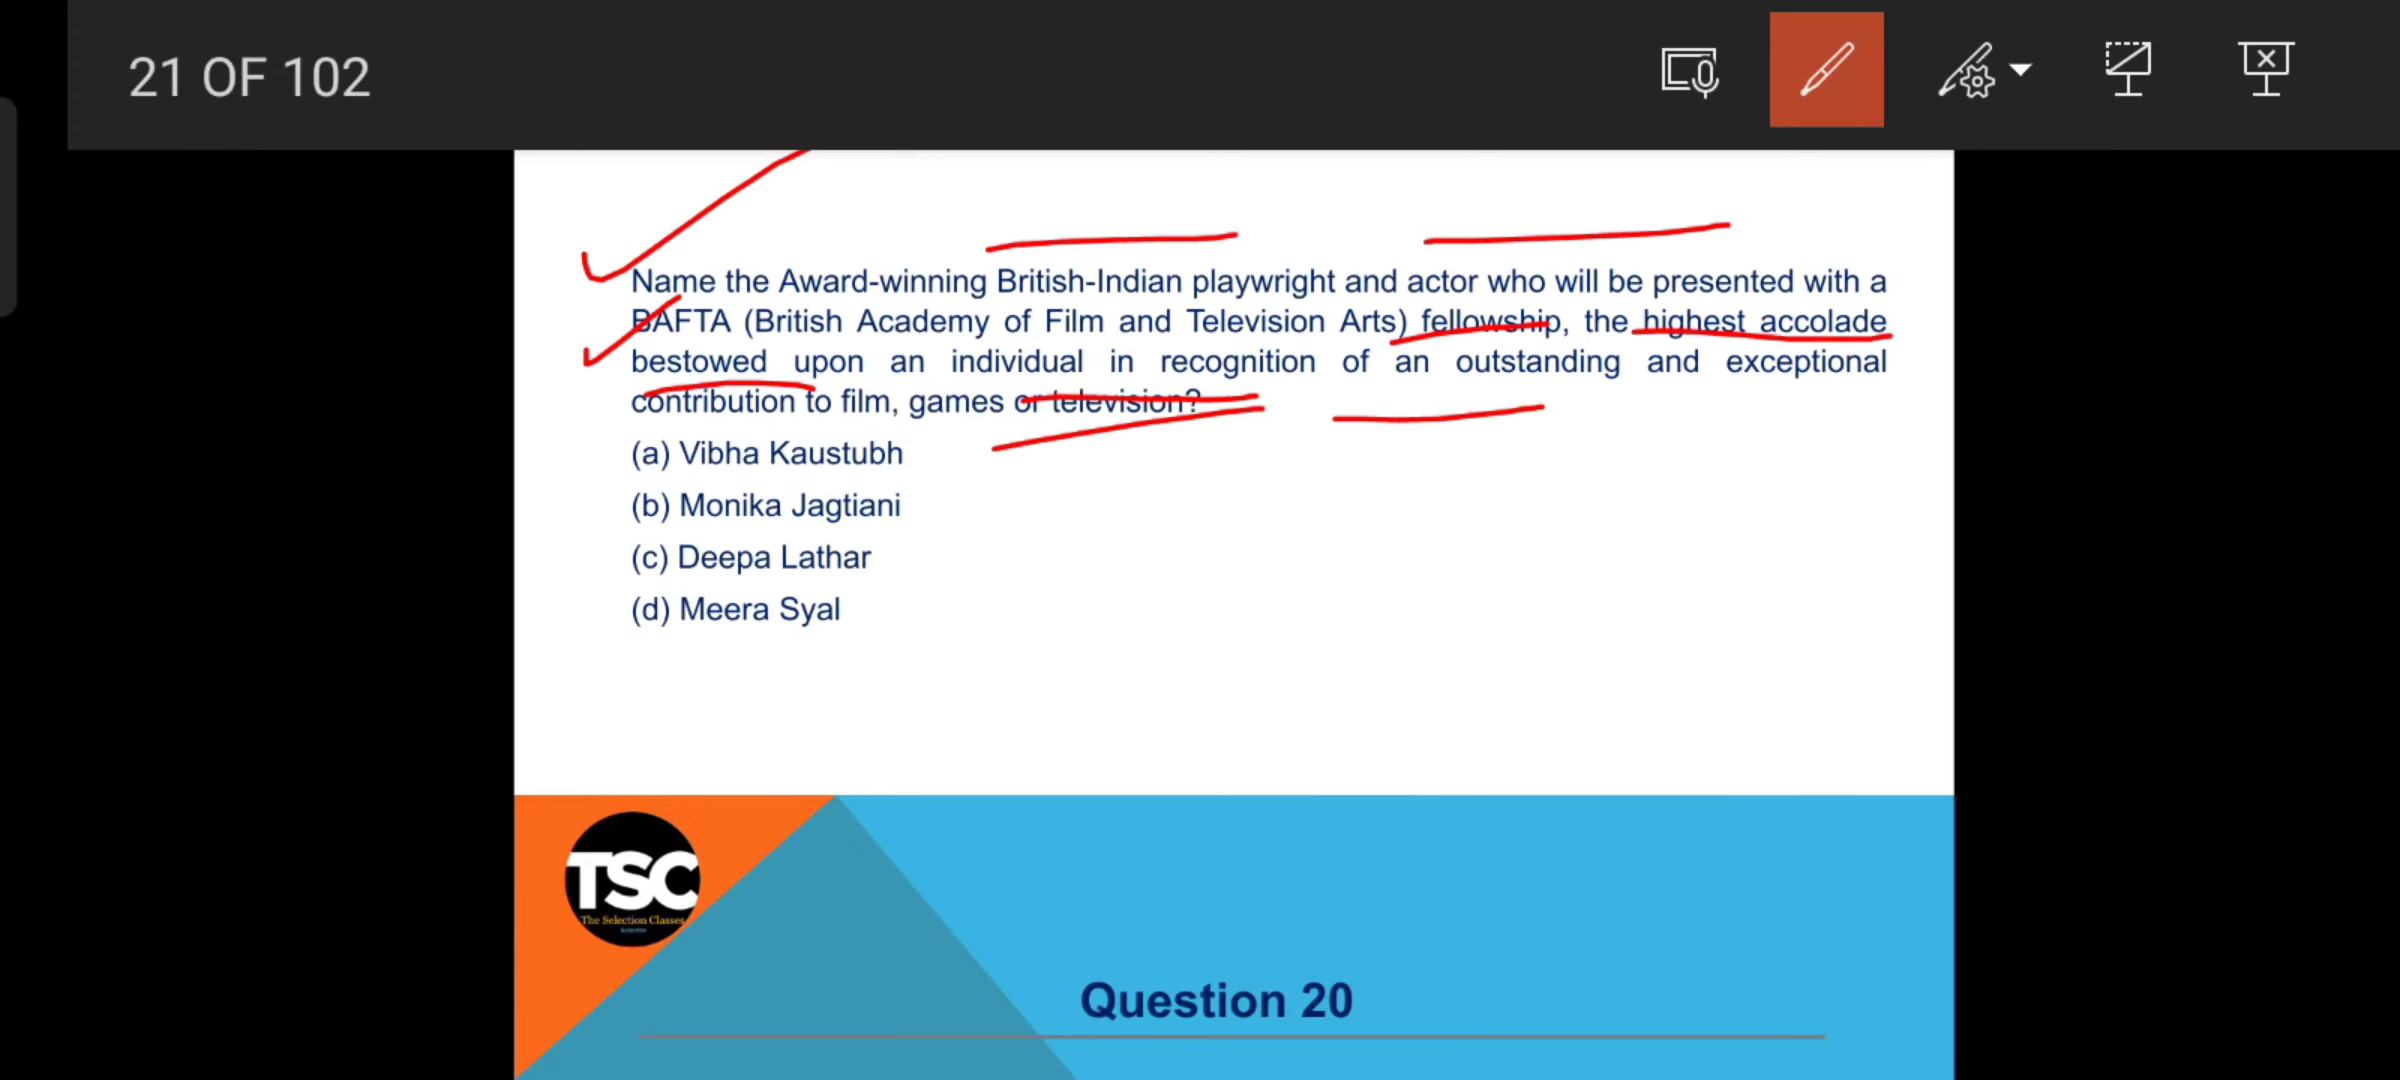 21 OF 102
Name the Award-winning British-Indian playwright and actor who will be presented with a
BAFTA (British Academy of Film and Television Arts) fellowship, the highest accolade
bestowed upon an individual in recognition of an outstanding and exceptional
contribution to film, games or television?
(a) Vibha Kaustubh
(b) Monika Jagtiani
(c) Deepa Lathar
(d) Meera Syal
TSC
The Selection Classes
Subscribe
Question 20